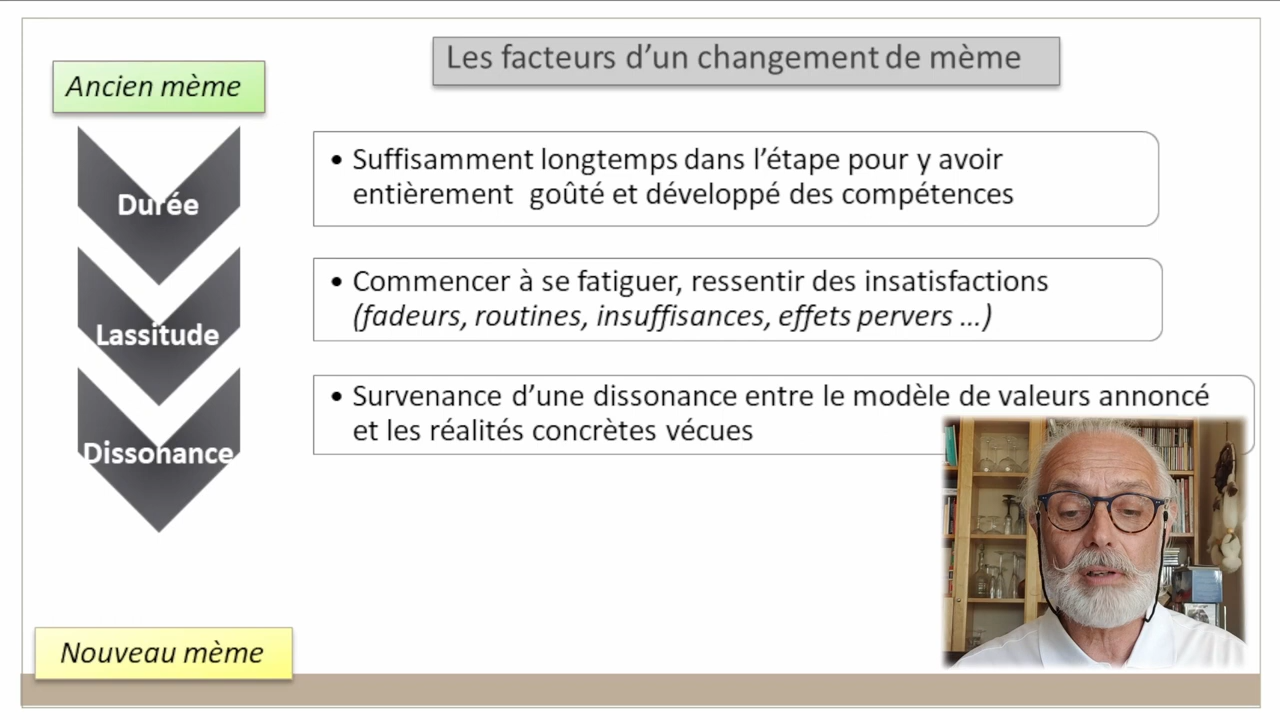 Les facteurs d’un changement de mème
Ancien mème
Durée
• Suffisamment longtemps dans l’étape pour y avoir
entièrement goûté et développé des compétences
Lassitude
• Commencer à se fatiguer, ressentir des insatisfactions
(fadeurs, routines, insuffisances, effets pervers ...)
Dissonance
• Survenance d’une dissonance entre le modèle de valeurs annoncé
et les réalités concrètes vécues
Nouveau mème